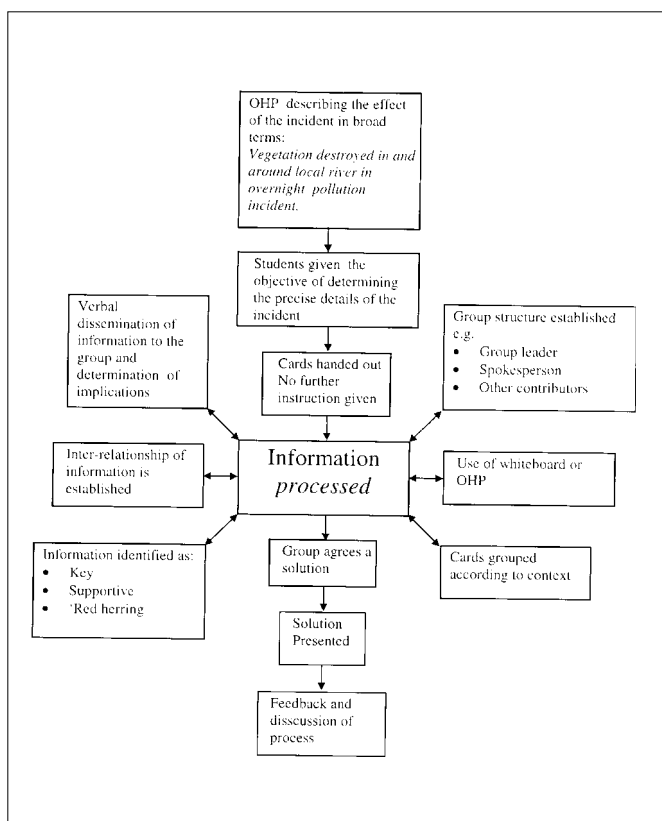 OHP describing the effect
of the incident in broad
terms:
Vegetation destroyed in and
around local river in
overnight pollution
incident.
Students given the
objective of determining
the precise details of the
incident
Verbal
dissemination of
information to the
group and
determination of
implications
Cards handed out
No further
instruction given
Group structure established
e.g.
• Group leader
• Spokesperson
• Other contributors
Inter-relationship of
information is
established
Information
processed
Use of whiteboard or
OHP
Information identified as:
• Key
• Supportive
• 'Red herring
Group agrees a
solution
Cards grouped
according to context
Solution
Presented
Feedback and
disscussion of
process